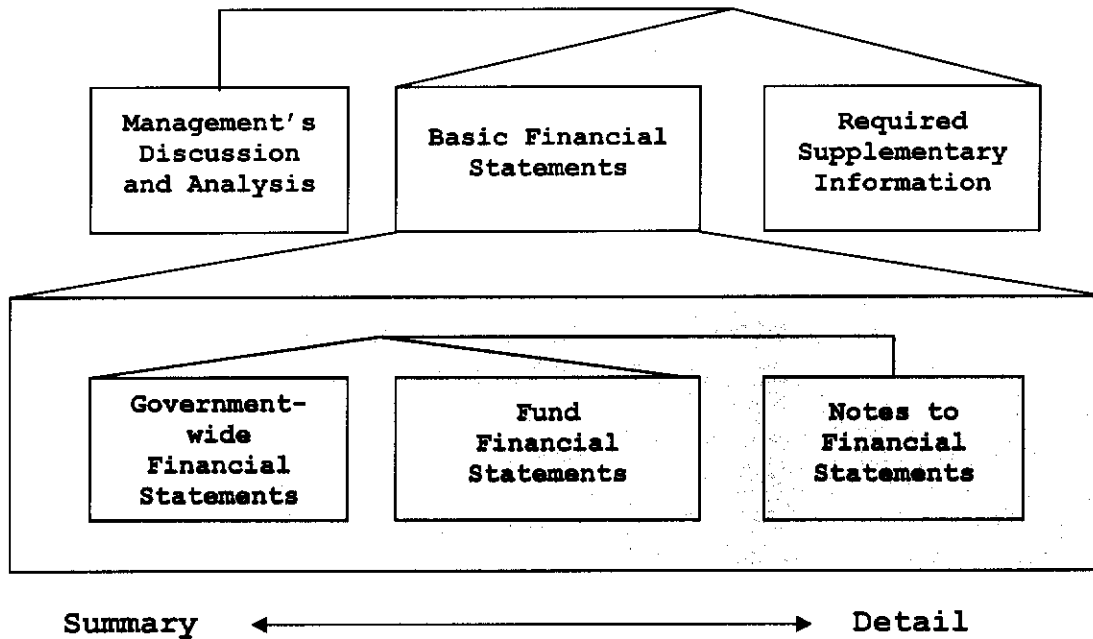 Management's
Discussion
and Analysis
Basic Financial
Statements
Required
Supplementary
Information
Government-
wide
Financial
Statements
Fund
Financial
Statements
Notes to
Financial
Statements
Summary
Detail